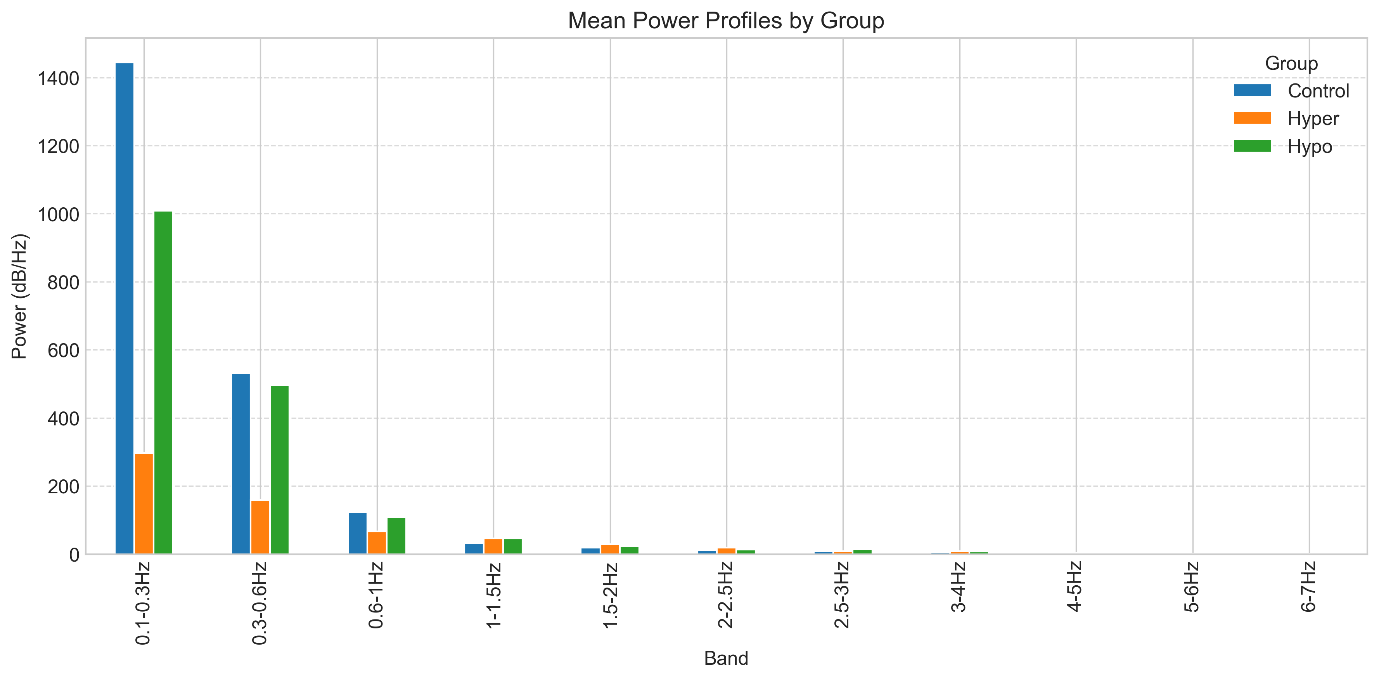 Mean Power Profiles by Group
Group
Control
Hyper
Hypo
Power (dB/Hz)
1400
1200
1000
800
600
400
200
0
0.1-0.3Hz
0.3-0.6Hz
0.6-1Hz
1-1.5Hz
1.5-2Hz
2-2.5Hz
2.5-3Hz
3-4Hz
4-5Hz
5-6Hz
6-7Hz
Band